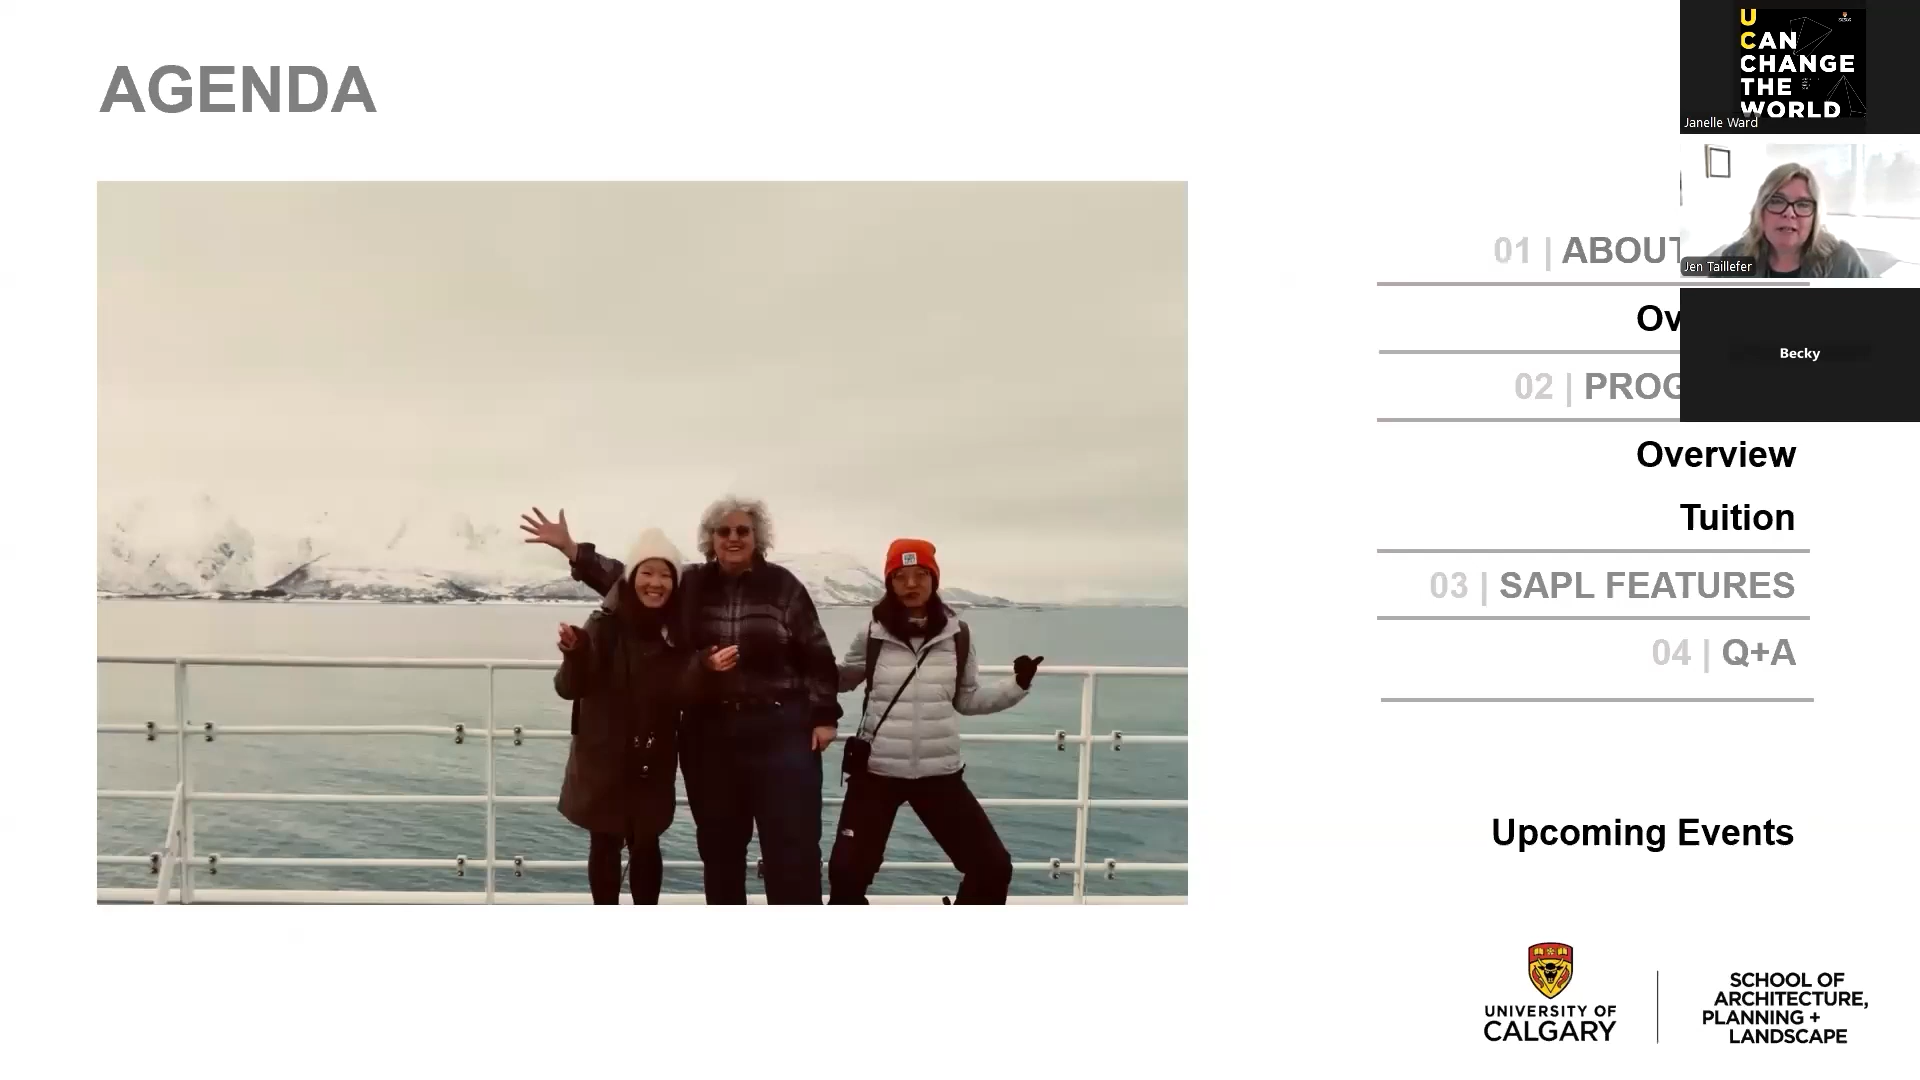 AGENDA
01 | ABOUT
Ov
02 | PROG
Overview
Tuition
03 | SAPL FEATURES
04 | Q+A
Upcoming Events
UNIVERSITY OF
CALGARY
SCHOOL OF
ARCHITECTURE,
PLANNING +
LANDSCAPE
U
CAN
CHANGE
THE
WORLD
Janelle Ward
Jen Taillefer
Becky